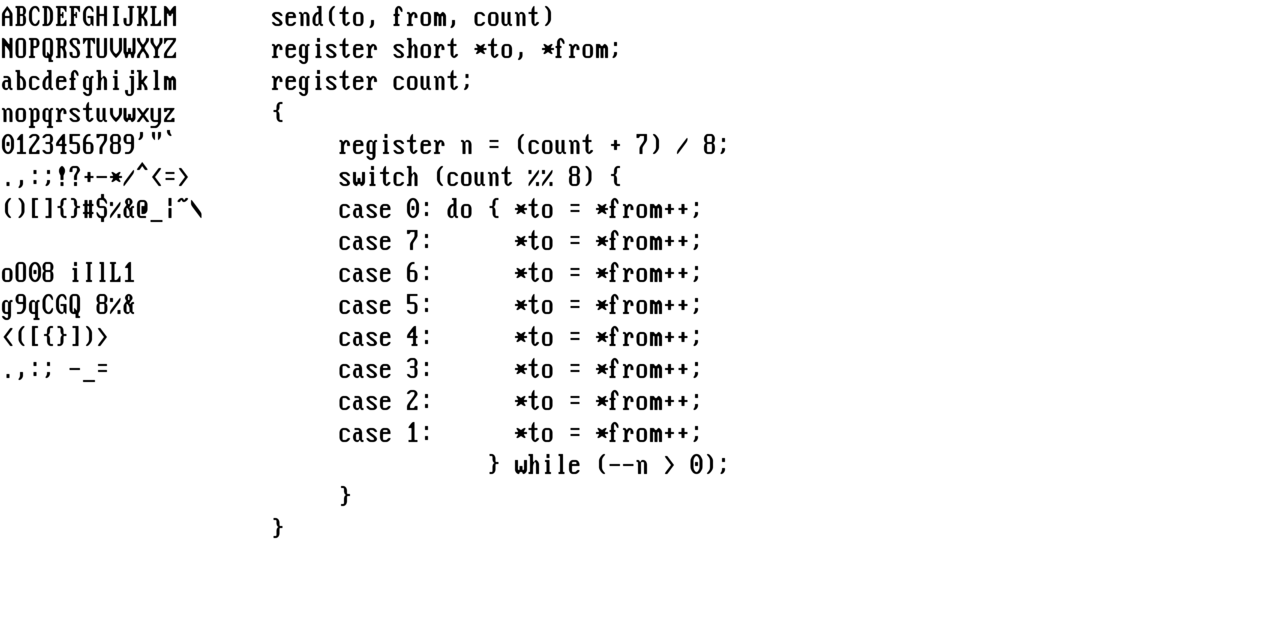 ABCDEFGHIJKLM
NOPQRSTUVWXYZ
abcdefghijklm
nopqrstuvwxyz
0123456789'"`
.,:;!?+-*/^<=>
()[]{}#$%&@_¦~\
oO08 iIlL1
g9qCGQ 8%&
<([{}])>
.,:; -_=
send(to, from, count)
register short *to, *from;
register count;
{
     register n = (count + 7) / 8;
     switch (count %% 8) {
     case 0: do { *to = *from++;
     case 7:      *to = *from++;
     case 6:      *to = *from++;
     case 5:      *to = *from++;
     case 4:      *to = *from++;
     case 3:      *to = *from++;
     case 2:      *to = *from++;
     case 1:      *to = *from++;
                } while (--n > 0);
     }
}